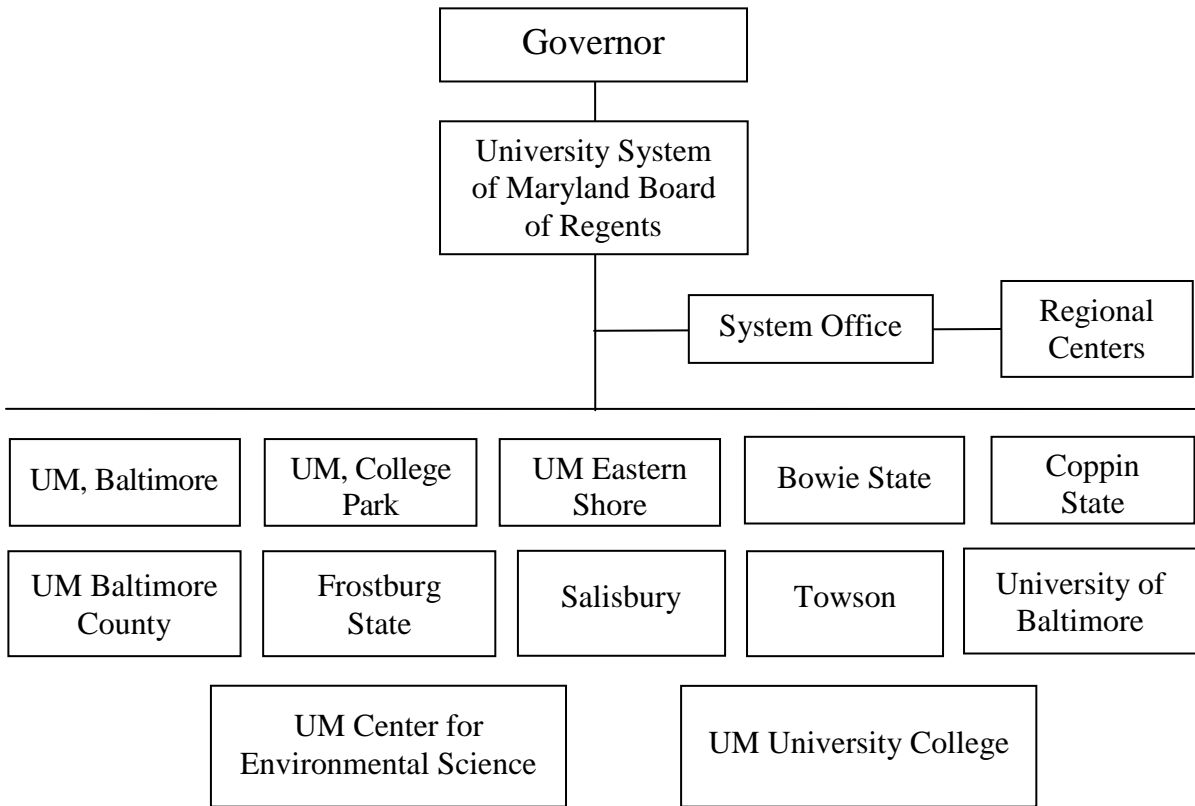 Governor
University System
of Maryland Board
of Regents
System Office
Regional
Centers
UM, Baltimore
UM, College
Park
UM Eastern
Shore
Bowie State
Coppin
State
UM Baltimore
County
Frostburg
State
Salisbury
Towson
University of
Baltimore
UM Center for
Environmental Science
UM University College